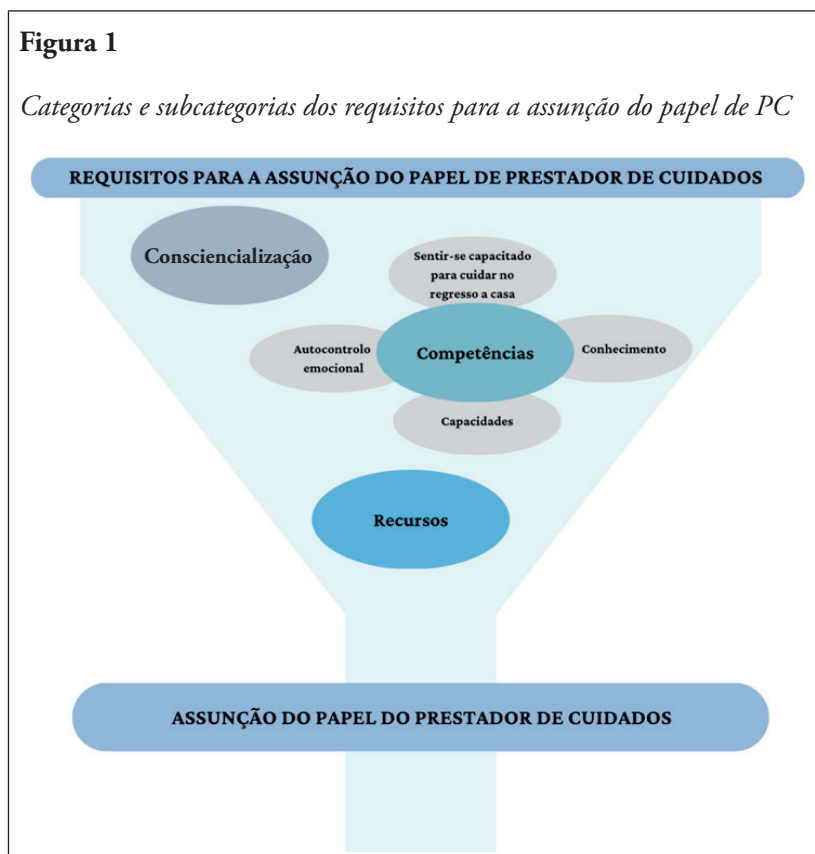 Figura 1
Categorias e subcategorias dos requisitos para a assunção do papel de PC
REQUISITOS PARA A ASSUNÇÃO DO PAPEL DE PRESTADOR DE CUIDADOS
Consciencialização
Sentir-se capacitado
para cuidar no
regresso a casa
Autocontrolo
emocional
Competências
Conhecimento
Capacidades
Recursos
ASSUNÇÃO DO PAPEL DO PRESTADOR DE CUIDADOS